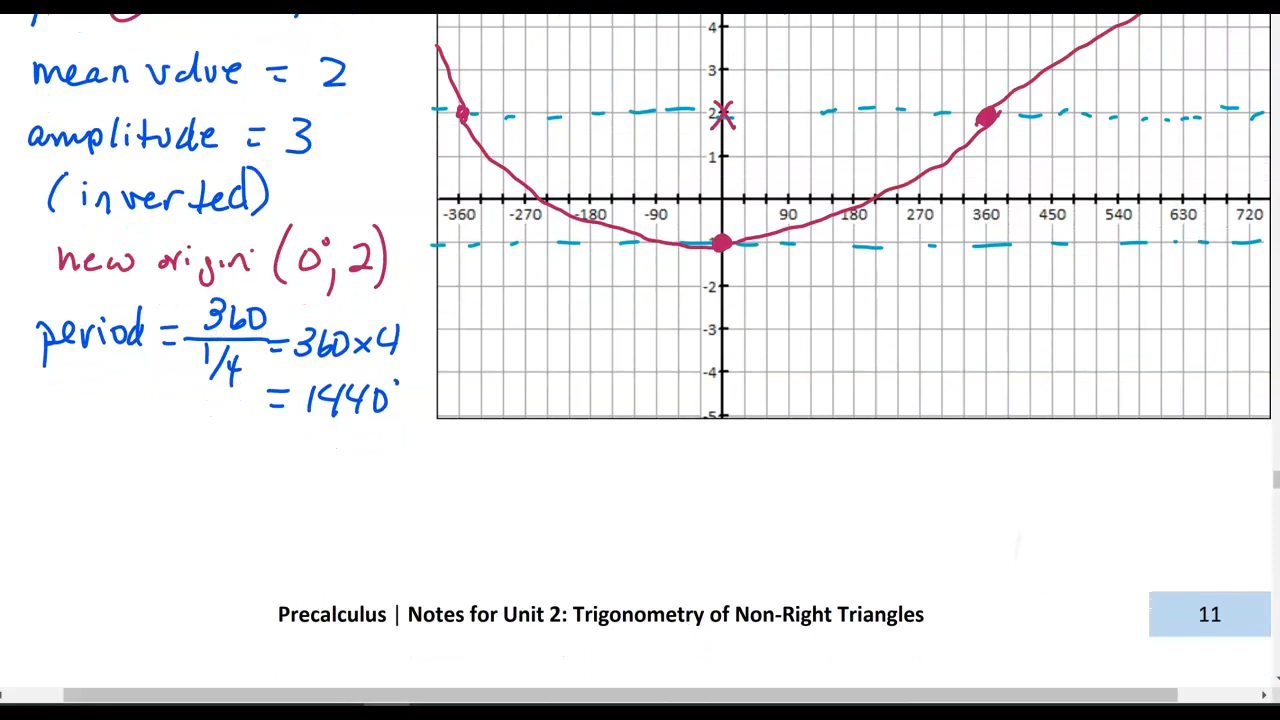 mean value = 2
amplitude = 3
(inverted)
new origin (0°, 2)
period = 360 / 1/4 = 360 × 4
= 1440°
4
3
2
1
-360 -270 -180 -90 90 180 270 360 450 540 630 720
-2
-3
-4
-5
Precalculus | Notes for Unit 2: Trigonometry of Non-Right Triangles
11